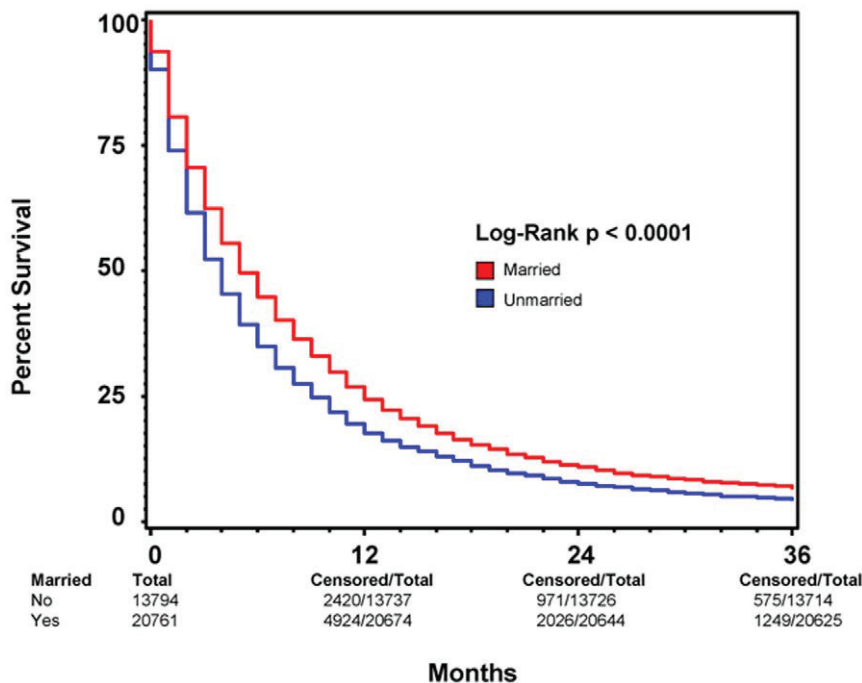 100
75
50
25
0
Percent Survival
Log-Rank p < 0.0001
Married
Unmarried
0 12 24 36
Married Total Censored/Total Censored/Total Censored/Total
No 13794 2420/13737 971/13726 575/13714
Yes 20761 4924/20674 2026/20644 1249/20625
Months